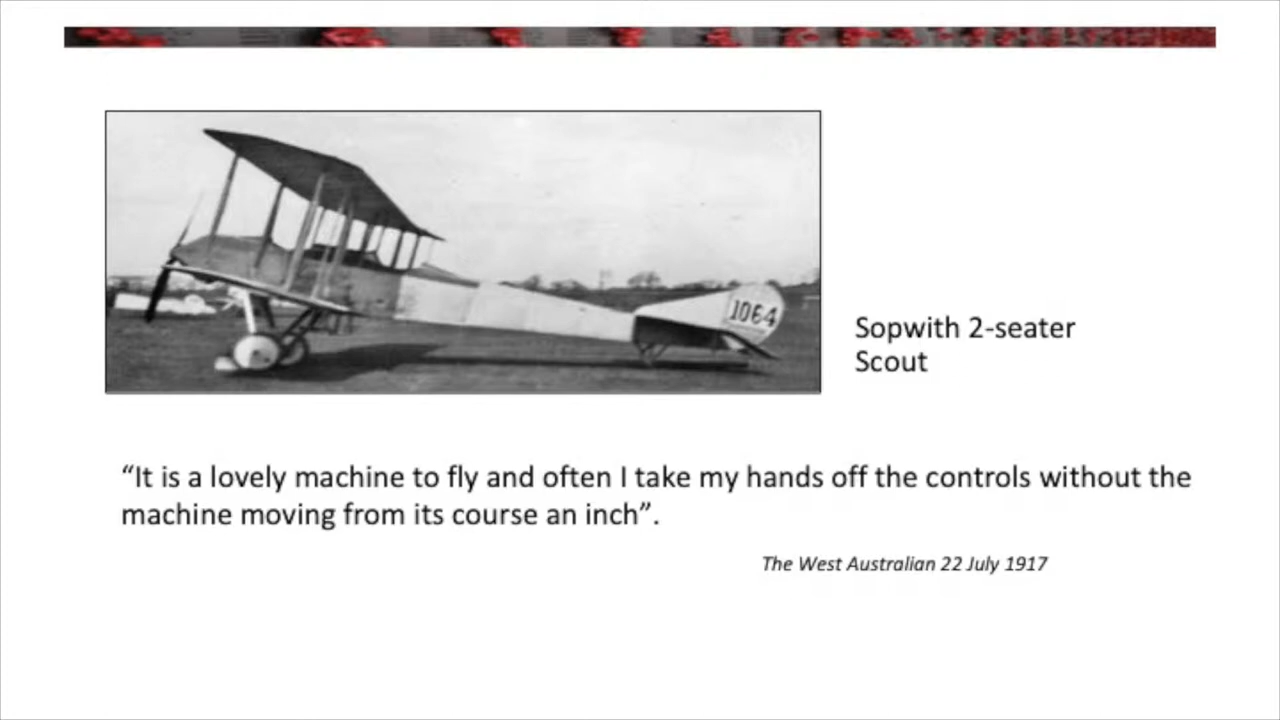 1064
Sopwith 2-seater
Scout
“It is a lovely machine to fly and often I take my hands off the controls without the
machine moving from its course an inch”.
The West Australian 22 July 1917